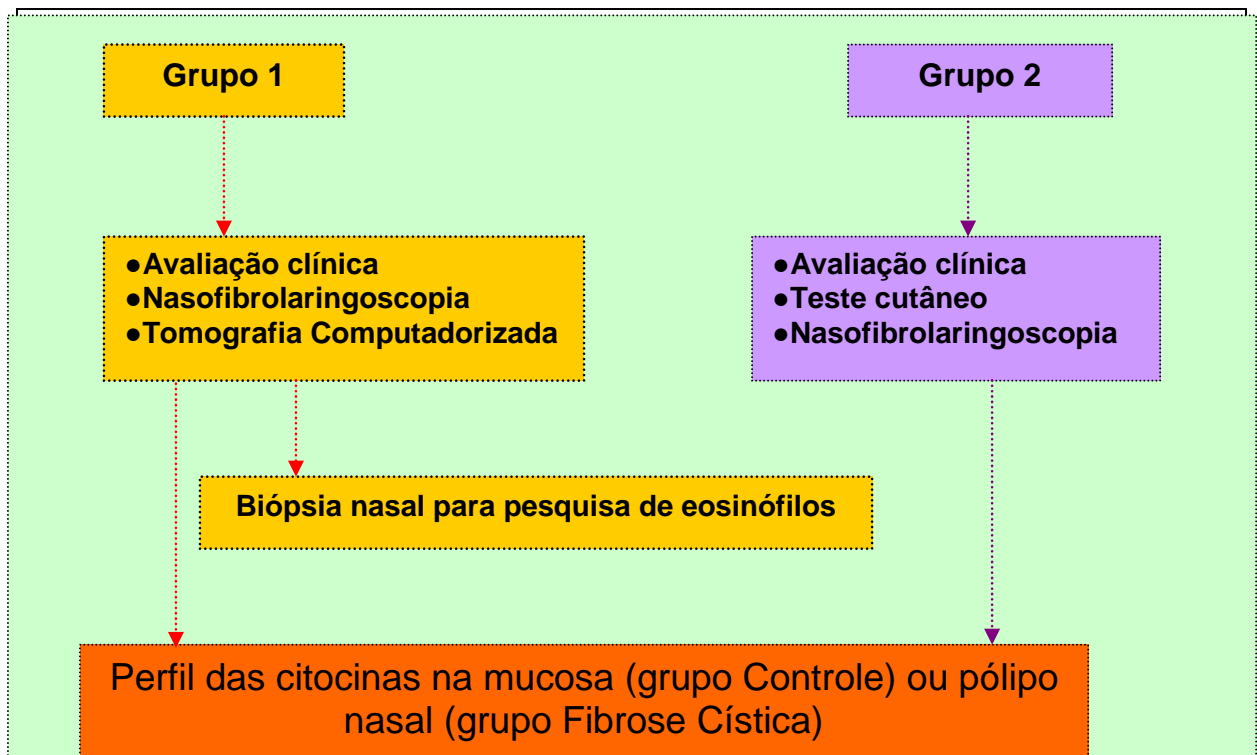 Grupo 1
Grupo 2
●Avaliação clínica
●Nasofibrolaringoscopia
●Tomografia Computadorizada
●Avaliação clínica
●Teste cutâneo
●Nasofibrolaringoscopia
Biópsia nasal para pesquisa de eosinófilos
Perfil das citocinas na mucosa (grupo Controle) ou pólipo
nasal (grupo Fibrose Cística)